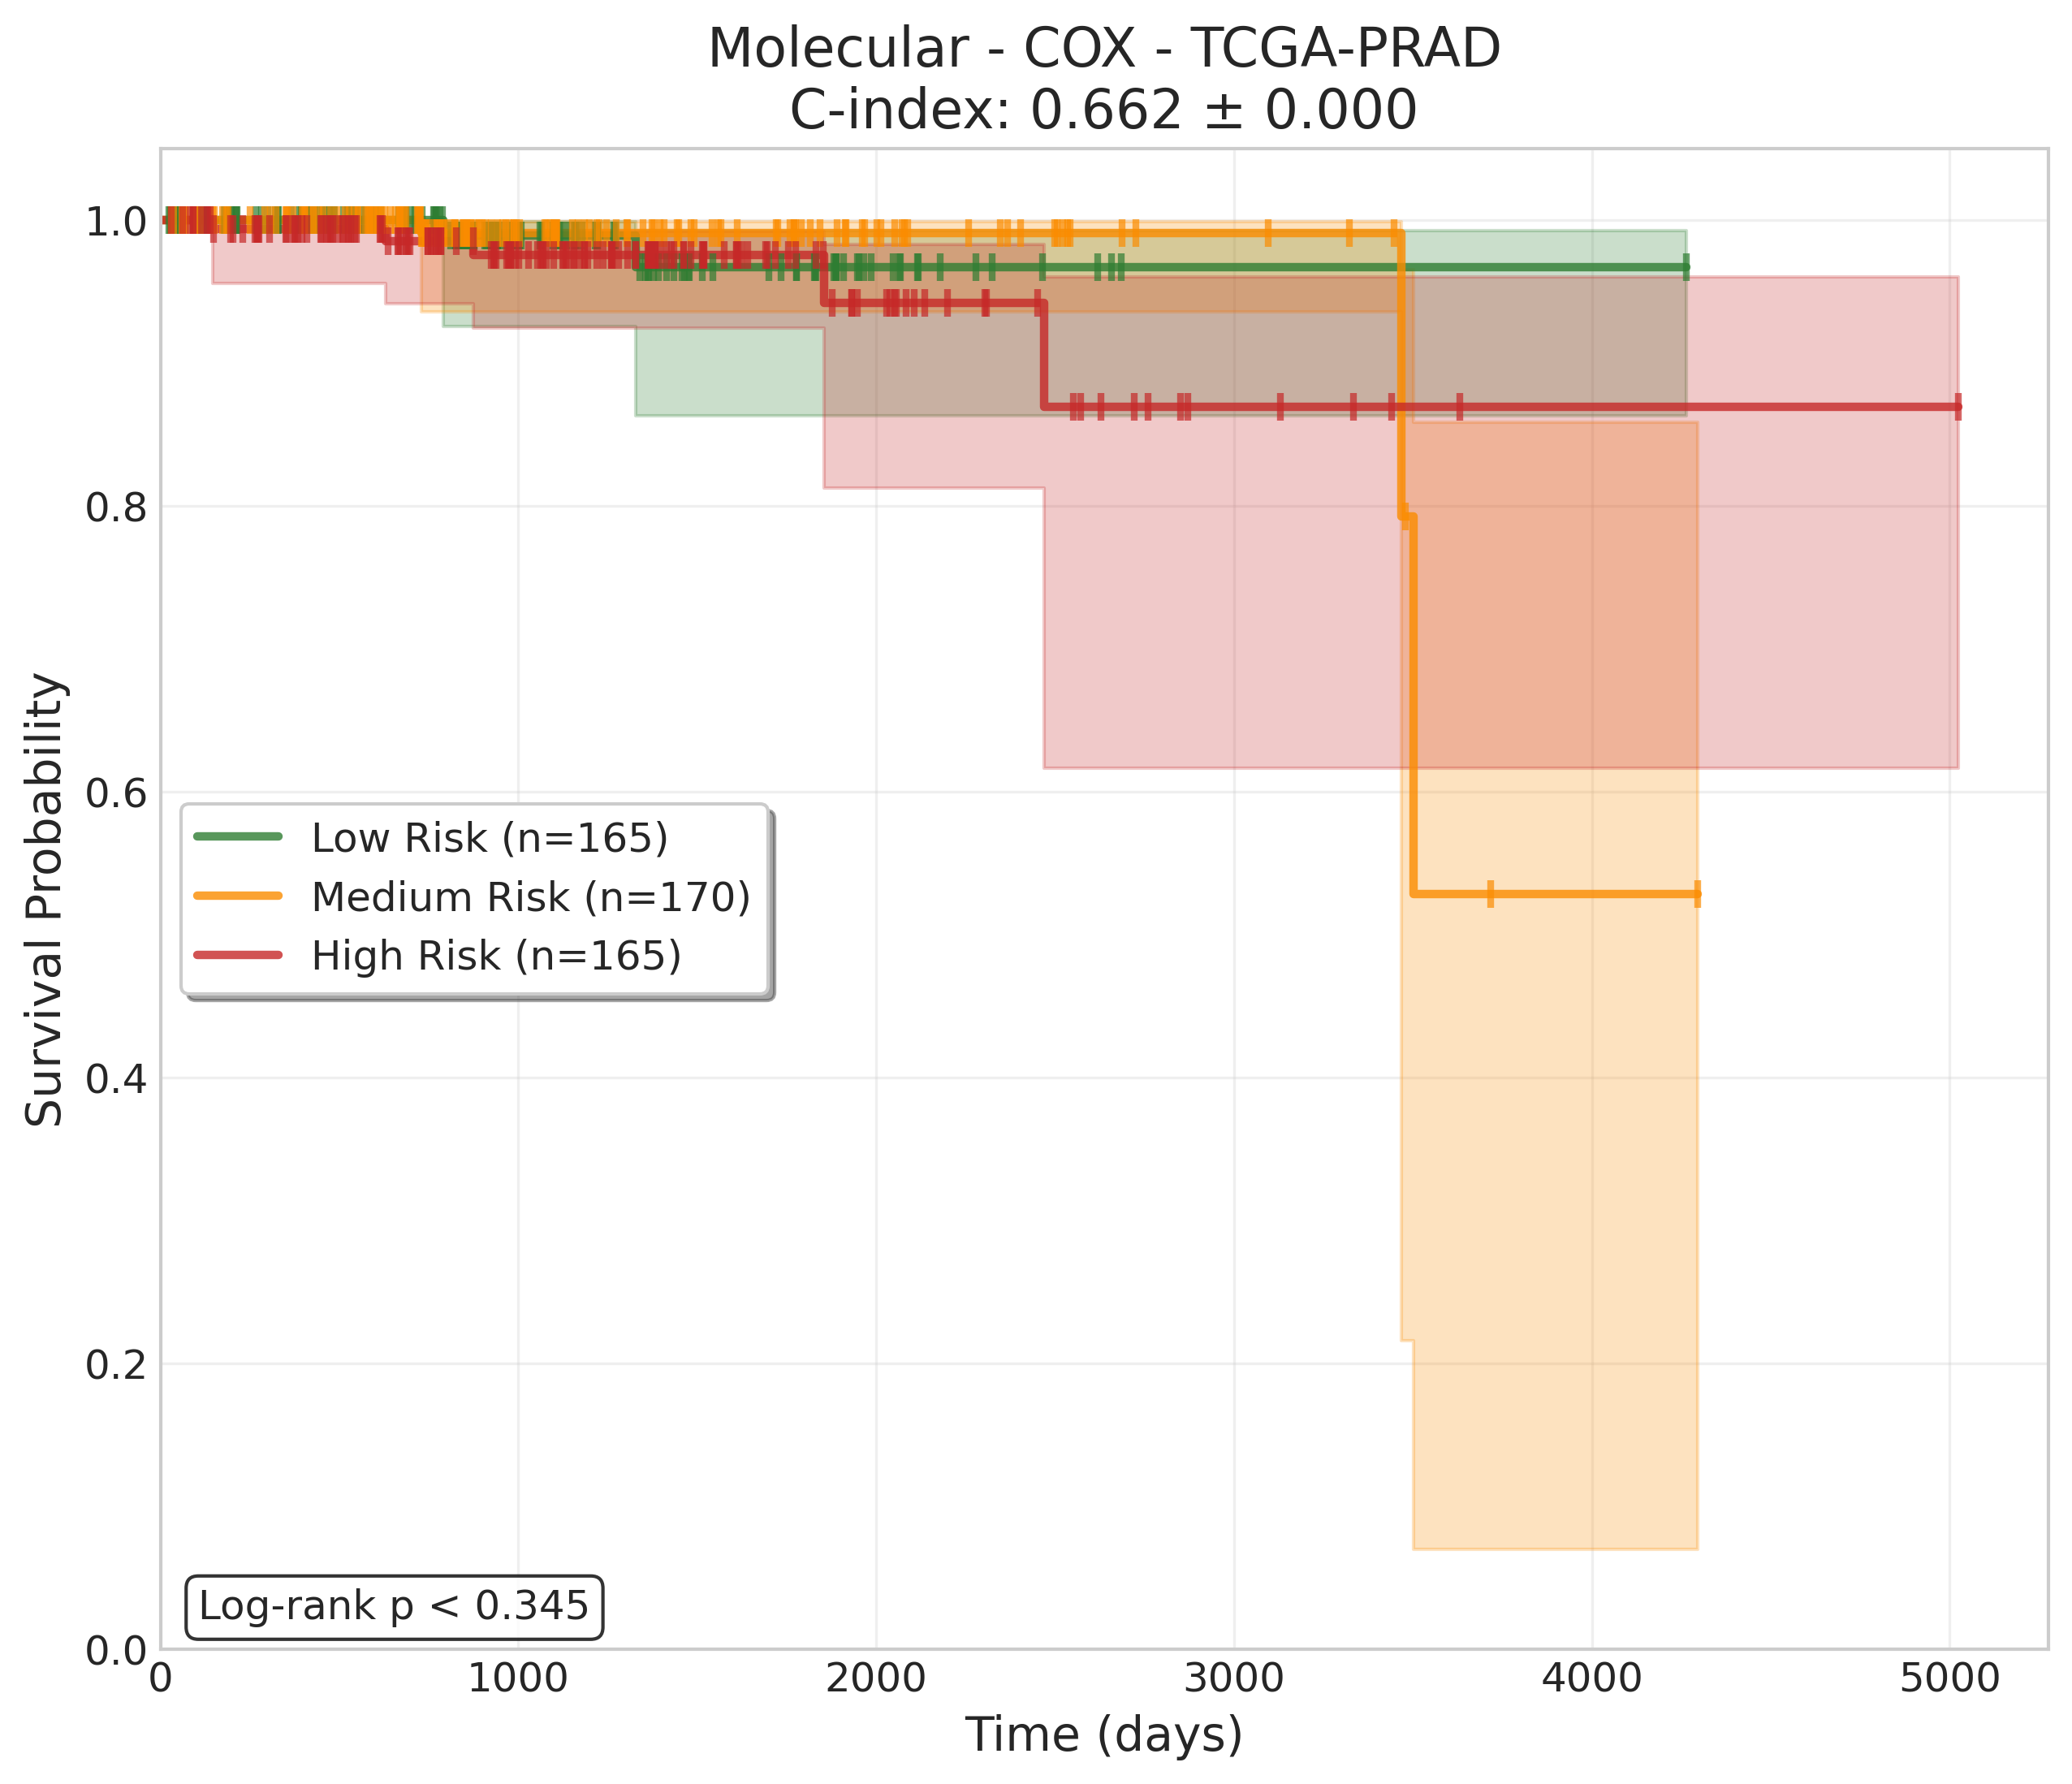 Molecular - COX - TCGA-PRAD
C-index: 0.662 ± 0.000
Survival Probability
1.0
0.8
0.6
0.4
0.2
0.0
Low Risk (n=165)
Medium Risk (n=170)
High Risk (n=165)
Log-rank p < 0.345
0 1000 2000 3000 4000 5000
Time (days)